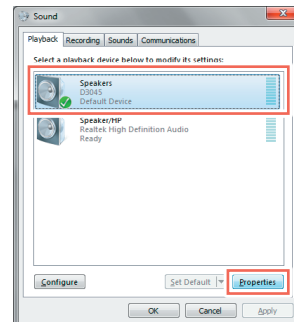 Sound
Playback Recording Sounds Communications
Select a playback device below to modify its settings:
Speakers
D3045
Default Device
Speaker/HP
Realtek High Definition Audio
Ready
Configure Set Default Properties
OK Cancel Apply